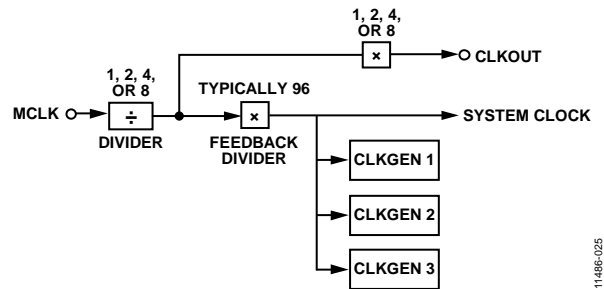 1, 2, 4,
OR 8
×
CLKOUT
1, 2, 4,
OR 8
TYPICALLY 96
MCLK
÷
×
SYSTEM CLOCK
DIVIDER
FEEDBACK
DIVIDER
CLKGEN 1
CLKGEN 2
CLKGEN 3
11486-025